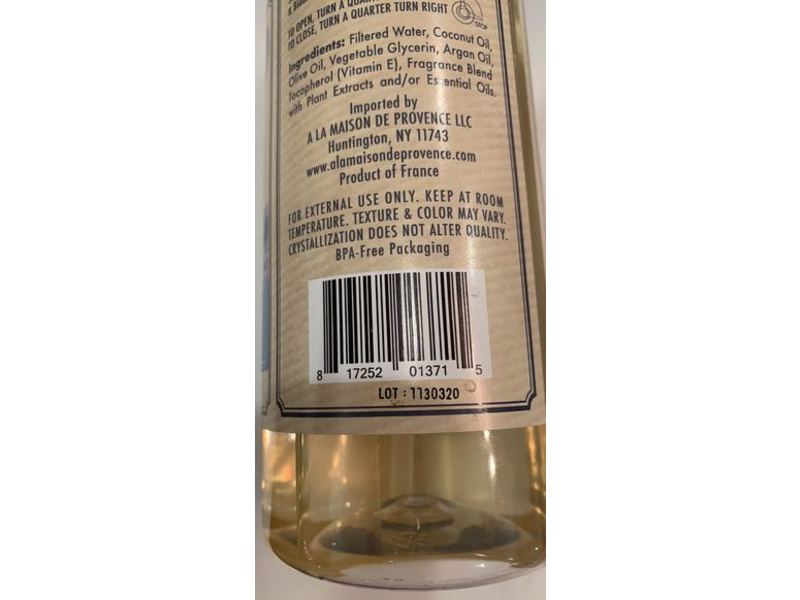 TO OPEN, TURN A QUARTER
TO CLOSE, TURN A QUARTER TURN RIGHT
STOP
Ingredients: Filtered Water, Coconut Oil,
Olive Oil, Vegetable Glycerin, Argan Oil,
Tocopherol (Vitamin E), Fragrance Blend
with Plant Extracts and/or Essential Oils.
Imported by
A LA MAISON DE PROVENCE LLC
Huntington, NY 11743
www.alamaisondeprovence.com
Product of France
FOR EXTERNAL USE ONLY. KEEP AT ROOM
TEMPERATURE. TEXTURE & COLOR MAY VARY.
CRYSTALLIZATION DOES NOT ALTER QUALITY.
BPA-Free Packaging
8 17252 01371 5
LOT : 1130320